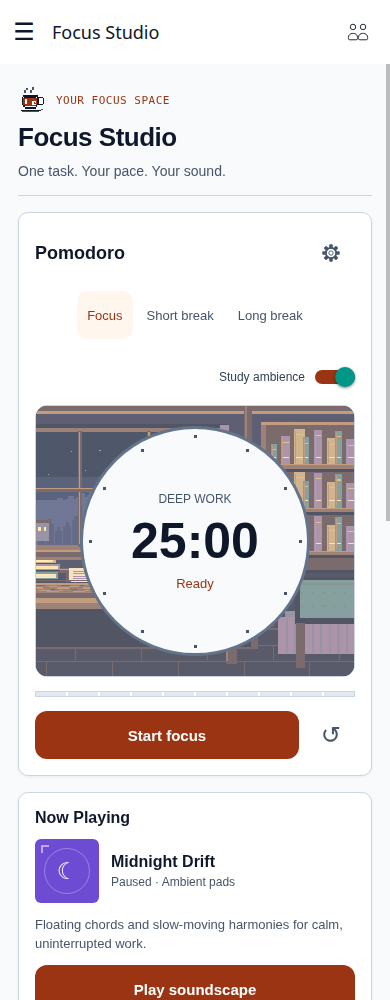 Focus Studio
YOUR FOCUS SPACE
Focus Studio
One task. Your pace. Your sound.
Pomodoro
Focus
Short break
Long break
Study ambience
DEEP WORK
25:00
Ready
Start focus
Now Playing
Midnight Drift
Paused · Ambient pads
Floating chords and slow-moving harmonies for calm,
uninterrupted work.
Play soundscape